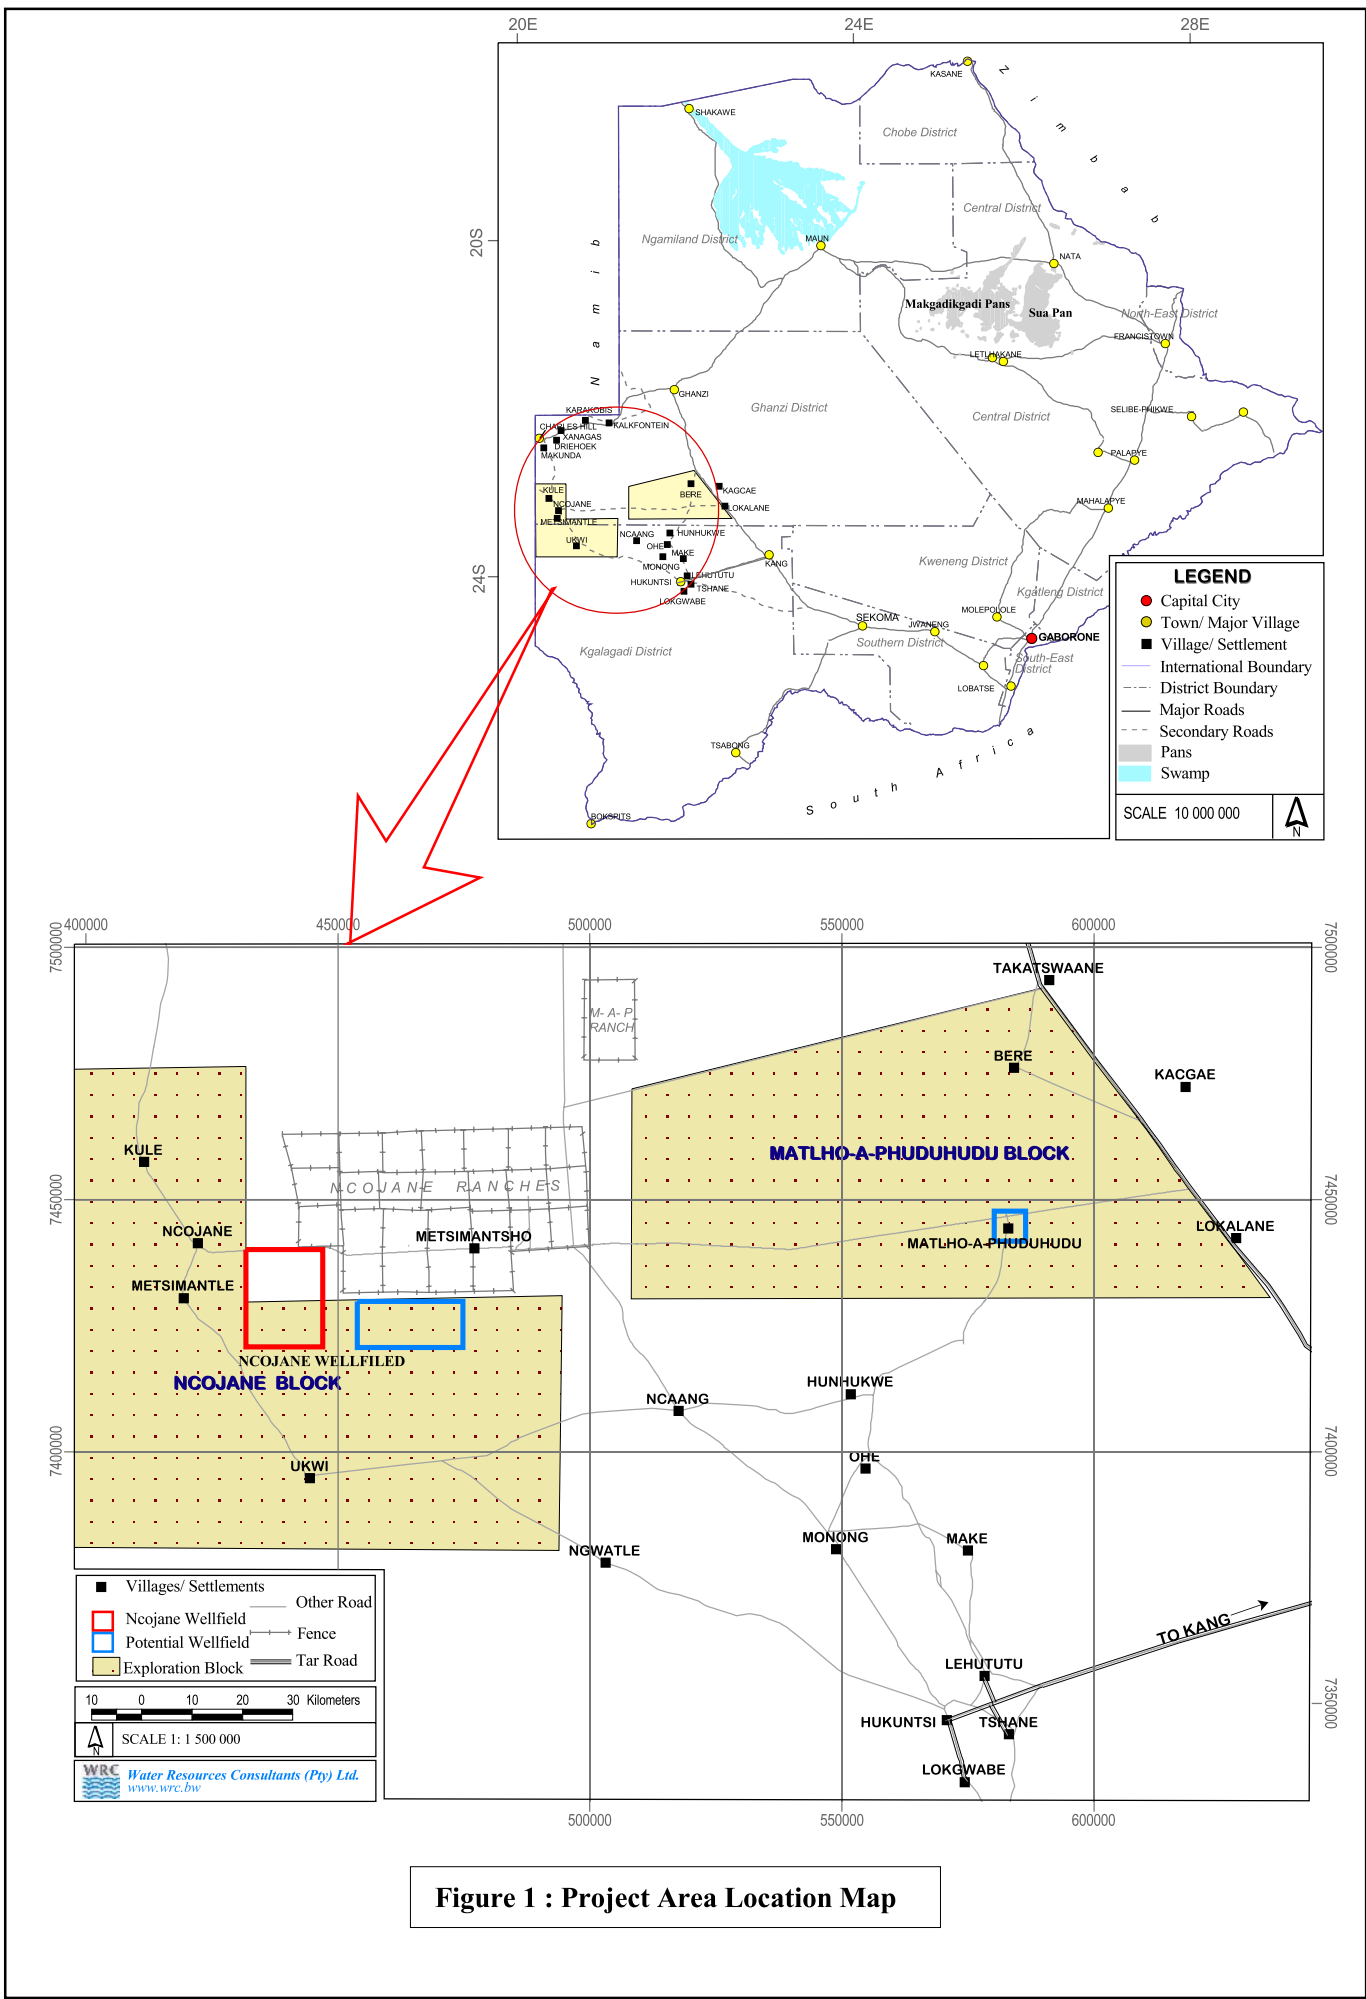 20E
24E
28E
20S
24S
KASANE
Z i m b a b
SHAKAWE
Chobe District
Central District
Ngamiland District
MAUN
NATA
N a m i b
Makgadikgadi Pans
Sua Pan
North-East District
FRANCISTOWN
LETLHAKANE
GHANZI
Ghanzi District
Central District
SELIBE-PHIKWE
KARAKOBIS
KALKFONTEIN
CHARLES HILL
XANAGAS
DRIEHOEK
MAKUNDA
PALAPYE
KULE
NCOJANE
METSIMANTLE
UKWI
BERE
KAGCAE
LOKALANE
MAHALAPYE
NCAANG
HUNHUKWE
OHE
MAKE
MONONG
KANG
Kweneng District
LEHUTUTU
HUKUNTSI
TSHANE
LOKGWABE
Kgatleng District
MOLEPOLOLE
SEKOMA
JWANENG
GABORONE
Southern District
Kgalagadi District
South-East
District
LOBATSE
TSABONG
S o u t h A f r i c a
BOKSPITS
LEGEND
Capital City
Town/ Major Village
Village/ Settlement
International Boundary
District Boundary
Major Roads
Secondary Roads
Pans
Swamp
SCALE 10 000 000
N
400000
450000
500000
550000
600000
7500000
7500000
TAKATSWAANE
M- A- P
RANCH
BERE
KACGAE
KULE
MATLHO-A-PHUDUHUDU BLOCK
NCOJANE RANCHES
7450000
7450000
NCOJANE
METSIMANTSHO
LOKALANE
MATLHO-A-PHUDUHUDU
METSIMANTLE
NCOJANE WELLFILED
NCOJANE BLOCK
HUNHUKWE
NCAANG
7400000
7400000
UKWI
OHE
MONONG
MAKE
NGWATLE
Villages/ Settlements
Other Road
Ncojane Wellfield
Fence
Potential Wellfield
Tar Road
Exploration Block
TO KANG
LEHUTUTU
10 0 10 20 30 Kilometers
7350000
HUKUNTSI
TSHANE
N
SCALE 1: 1 500 000
LOKGWABE
WRC
Water Resources Consultants (Pty) Ltd.
www.wrc.bw
500000
550000
600000
Figure 1 : Project Area Location Map